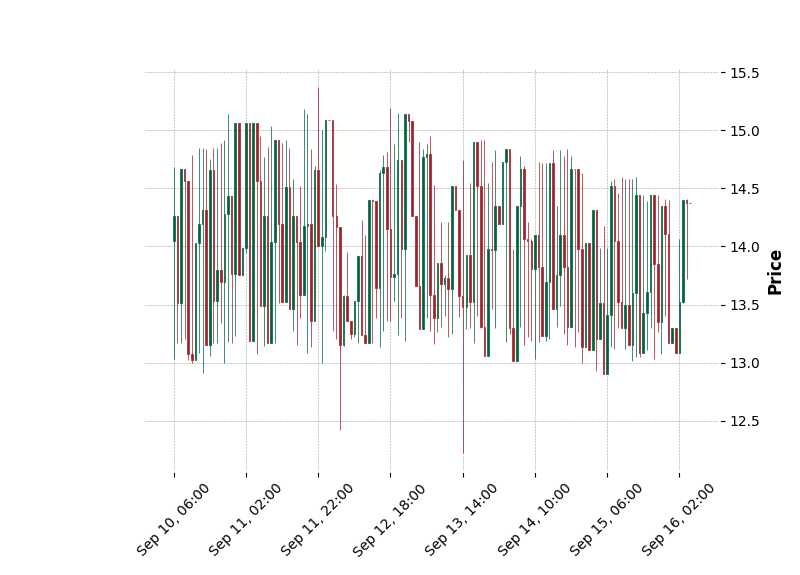 15.5
15.0
14.5
14.0
13.5
13.0
12.5
Price
Sep 10, 06:00
Sep 11, 02:00
Sep 11, 22:00
Sep 12, 18:00
Sep 13, 14:00
Sep 14, 10:00
Sep 15, 06:00
Sep 16, 02:00